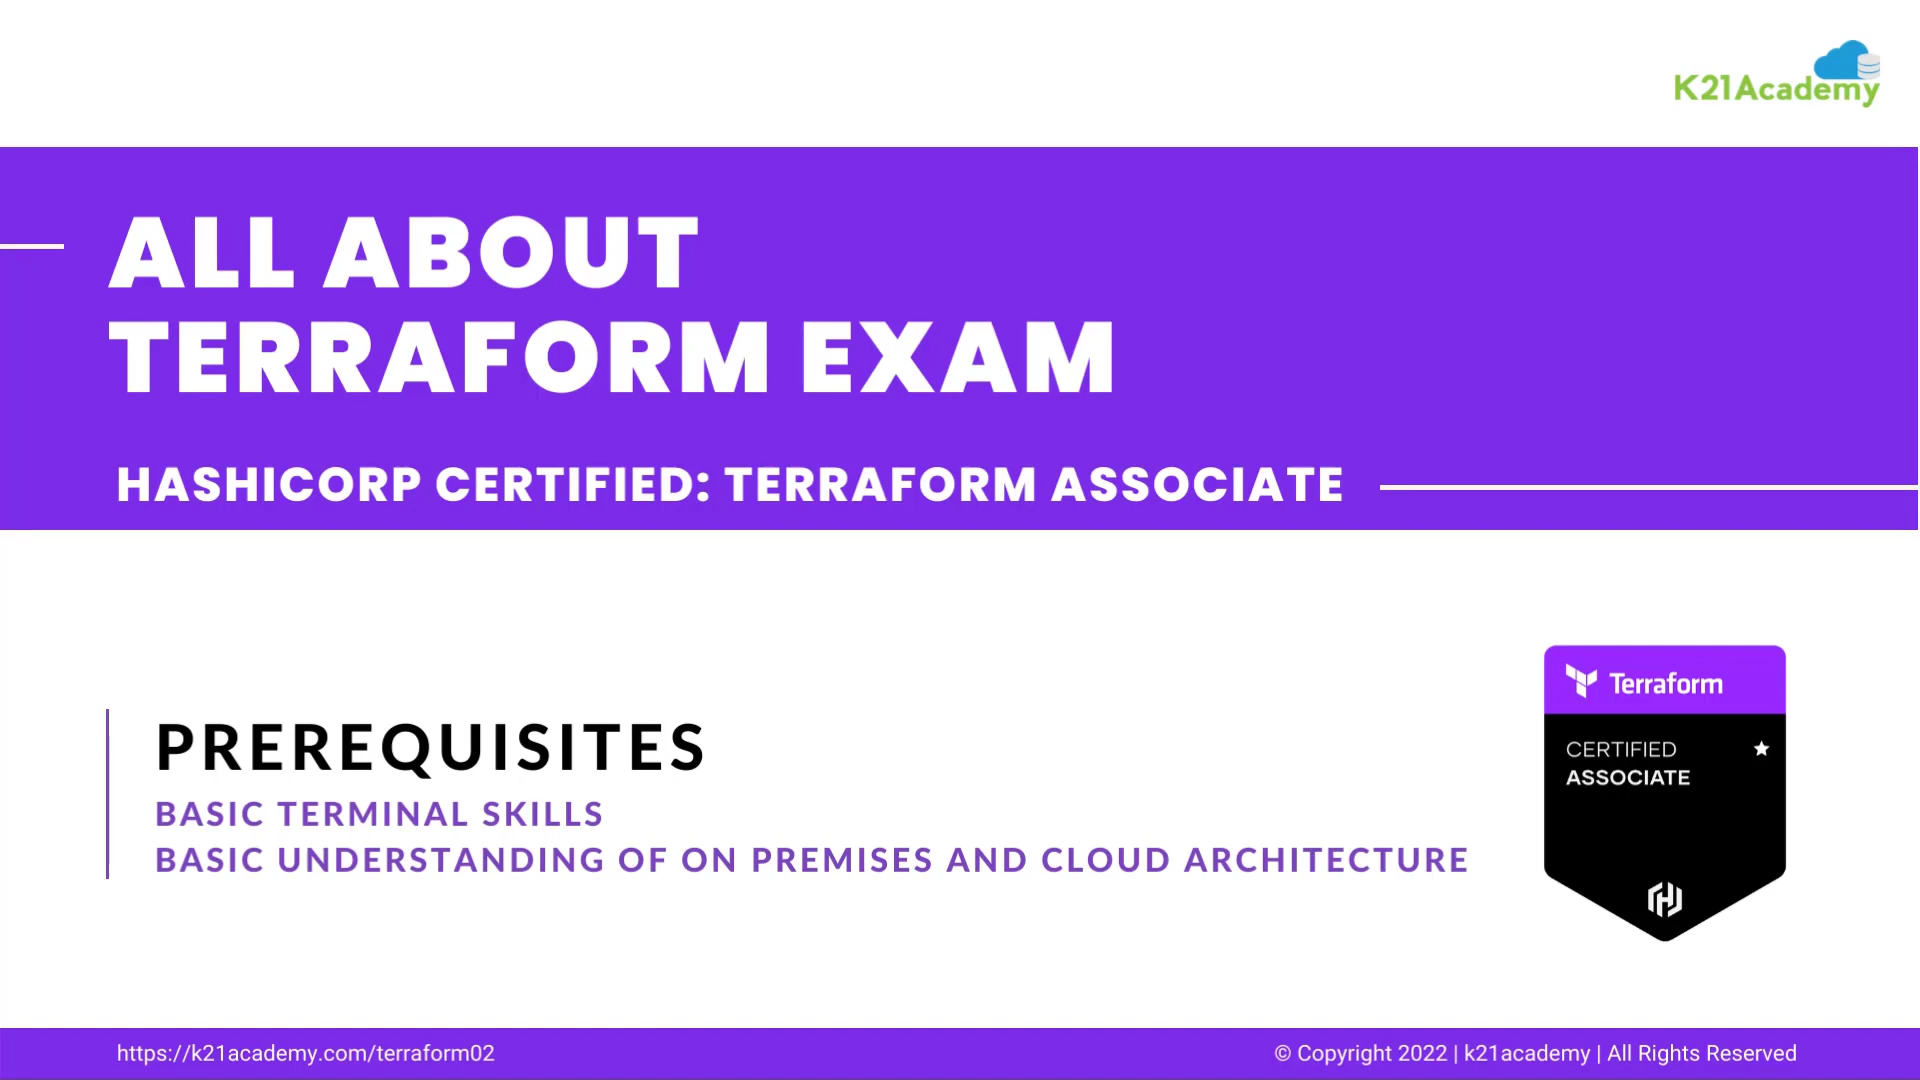 K21Academy
ALL ABOUT
TERRAFORM EXAM
HASHICORP CERTIFIED: TERRAFORM ASSOCIATE
PREREQUISITES
BASIC TERMINAL SKILLS
BASIC UNDERSTANDING OF ON PREMISES AND CLOUD ARCHITECTURE
Terraform
CERTIFIED
ASSOCIATE
https://k21academy.com/terraform02
© Copyright 2022 | k21academy | All Rights Reserved